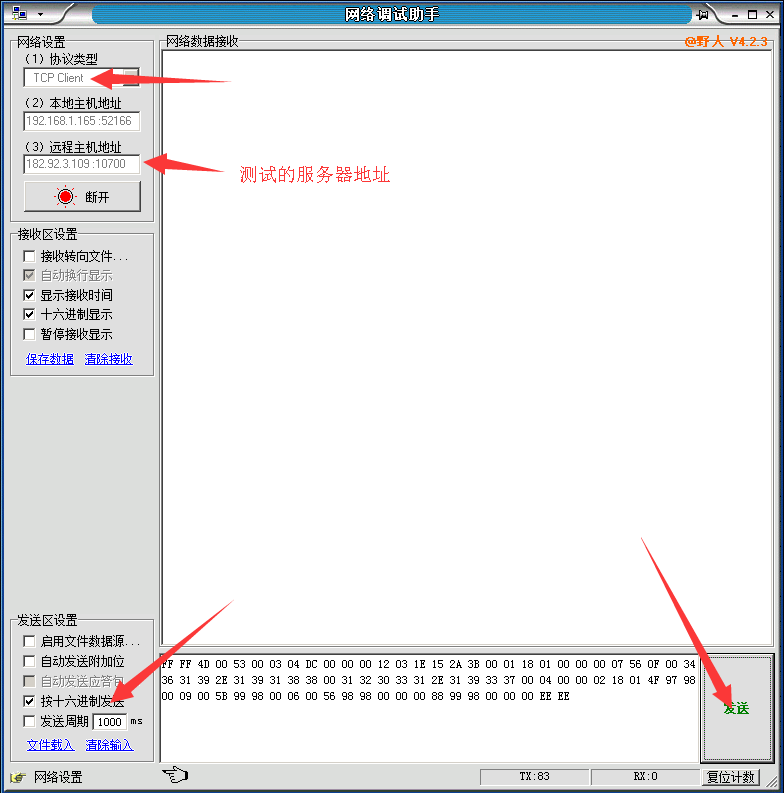 网络调试助手
网络设置
(1) 协议类型
TCP Client
(2) 本地主机地址
192.168.1.165 :52166
(3) 远程主机地址
182.92.3.109 :10700
断开
接收区设置
接收转向文件...
自动换行显示
显示接收时间
十六进制显示
暂停接收显示
保存数据 清除接收
网络数据接收
@野人 V4.2.3
测试的服务器地址
发送区设置
启用文件数据源...
自动发送附加位
自动发送应答包
按十六进制发送
发送周期 1000 ms
文件载入 清除输入
FF FF 4D 00 53 00 03 04 DC 00 00 00 12 03 1E 15 2A 3B 00 01 18 01 00 00 00 00 07 56 0F 00 34
36 31 39 2E 31 39 31 38 38 00 31 32 30 33 31 2E 31 39 33 37 00 04 00 00 02 18 01 4F 97 98
00 09 00 5B 99 98 00 06 00 56 98 98 00 00 00 88 99 98 00 00 00 EE EE
发送
网络设置
TX:83
RX:0
复位计数